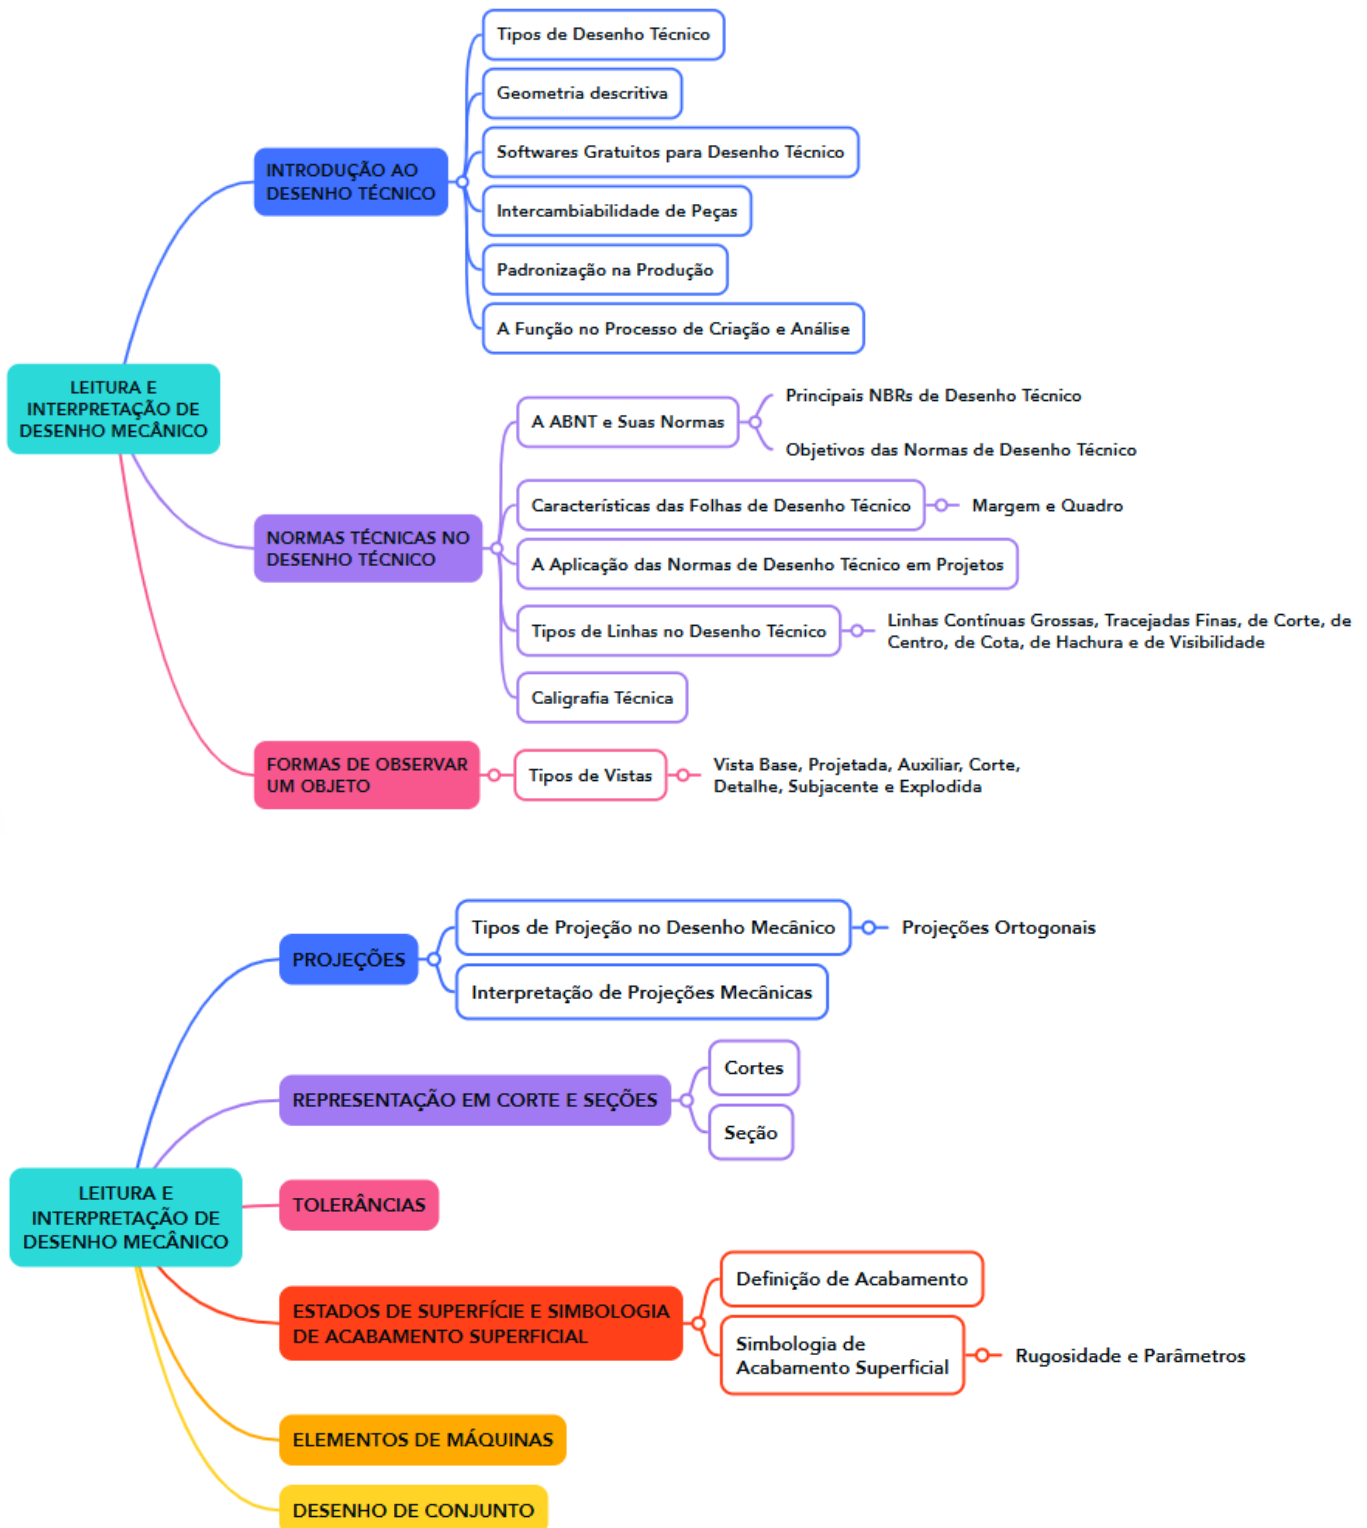 Tipos de Desenho Técnico
Geometria descritiva
Softwares Gratuitos para Desenho Técnico
INTRODUÇÃO AO
DESENHO TÉCNICO
Intercambiabilidade de Peças
Padronização na Produção
A Função no Processo de Criação e Análise
LEITURA E
INTERPRETAÇÃO DE
DESENHO MECÂNICO
A ABNT e Suas Normas
Principais NBRs de Desenho Técnico
Objetivos das Normas de Desenho Técnico
Características das Folhas de Desenho Técnico
Margem e Quadro
NORMAS TÉCNICAS NO
DESENHO TÉCNICO
A Aplicação das Normas de Desenho Técnico em Projetos
Tipos de Linhas no Desenho Técnico
Linhas Contínuas Grossas, Tracejadas Finas, de Corte, de
Centro, de Cota, de Hachura e de Visibilidade
Caligrafia Técnica
FORMAS DE OBSERVAR
UM OBJETO
Tipos de Vistas
Vista Base, Projetada, Auxiliar, Corte,
Detalhe, Subjacente e Explodida
PROJEÇÕES
Tipos de Projeção no Desenho Mecânico
Projeções Ortogonais
Interpretação de Projeções Mecânicas
REPRESENTAÇÃO EM CORTE E SEÇÕES
Cortes
Seção
LEITURA E
INTERPRETAÇÃO DE
DESENHO MECÂNICO
TOLERÂNCIAS
ESTADOS DE SUPERFÍCIE E SIMBOLOGIA
DE ACABAMENTO SUPERFICIAL
Definição de Acabamento
Simbologia de
Acabamento Superficial
Rugosidade e Parâmetros
ELEMENTOS DE MÁQUINAS
DESENHO DE CONJUNTO